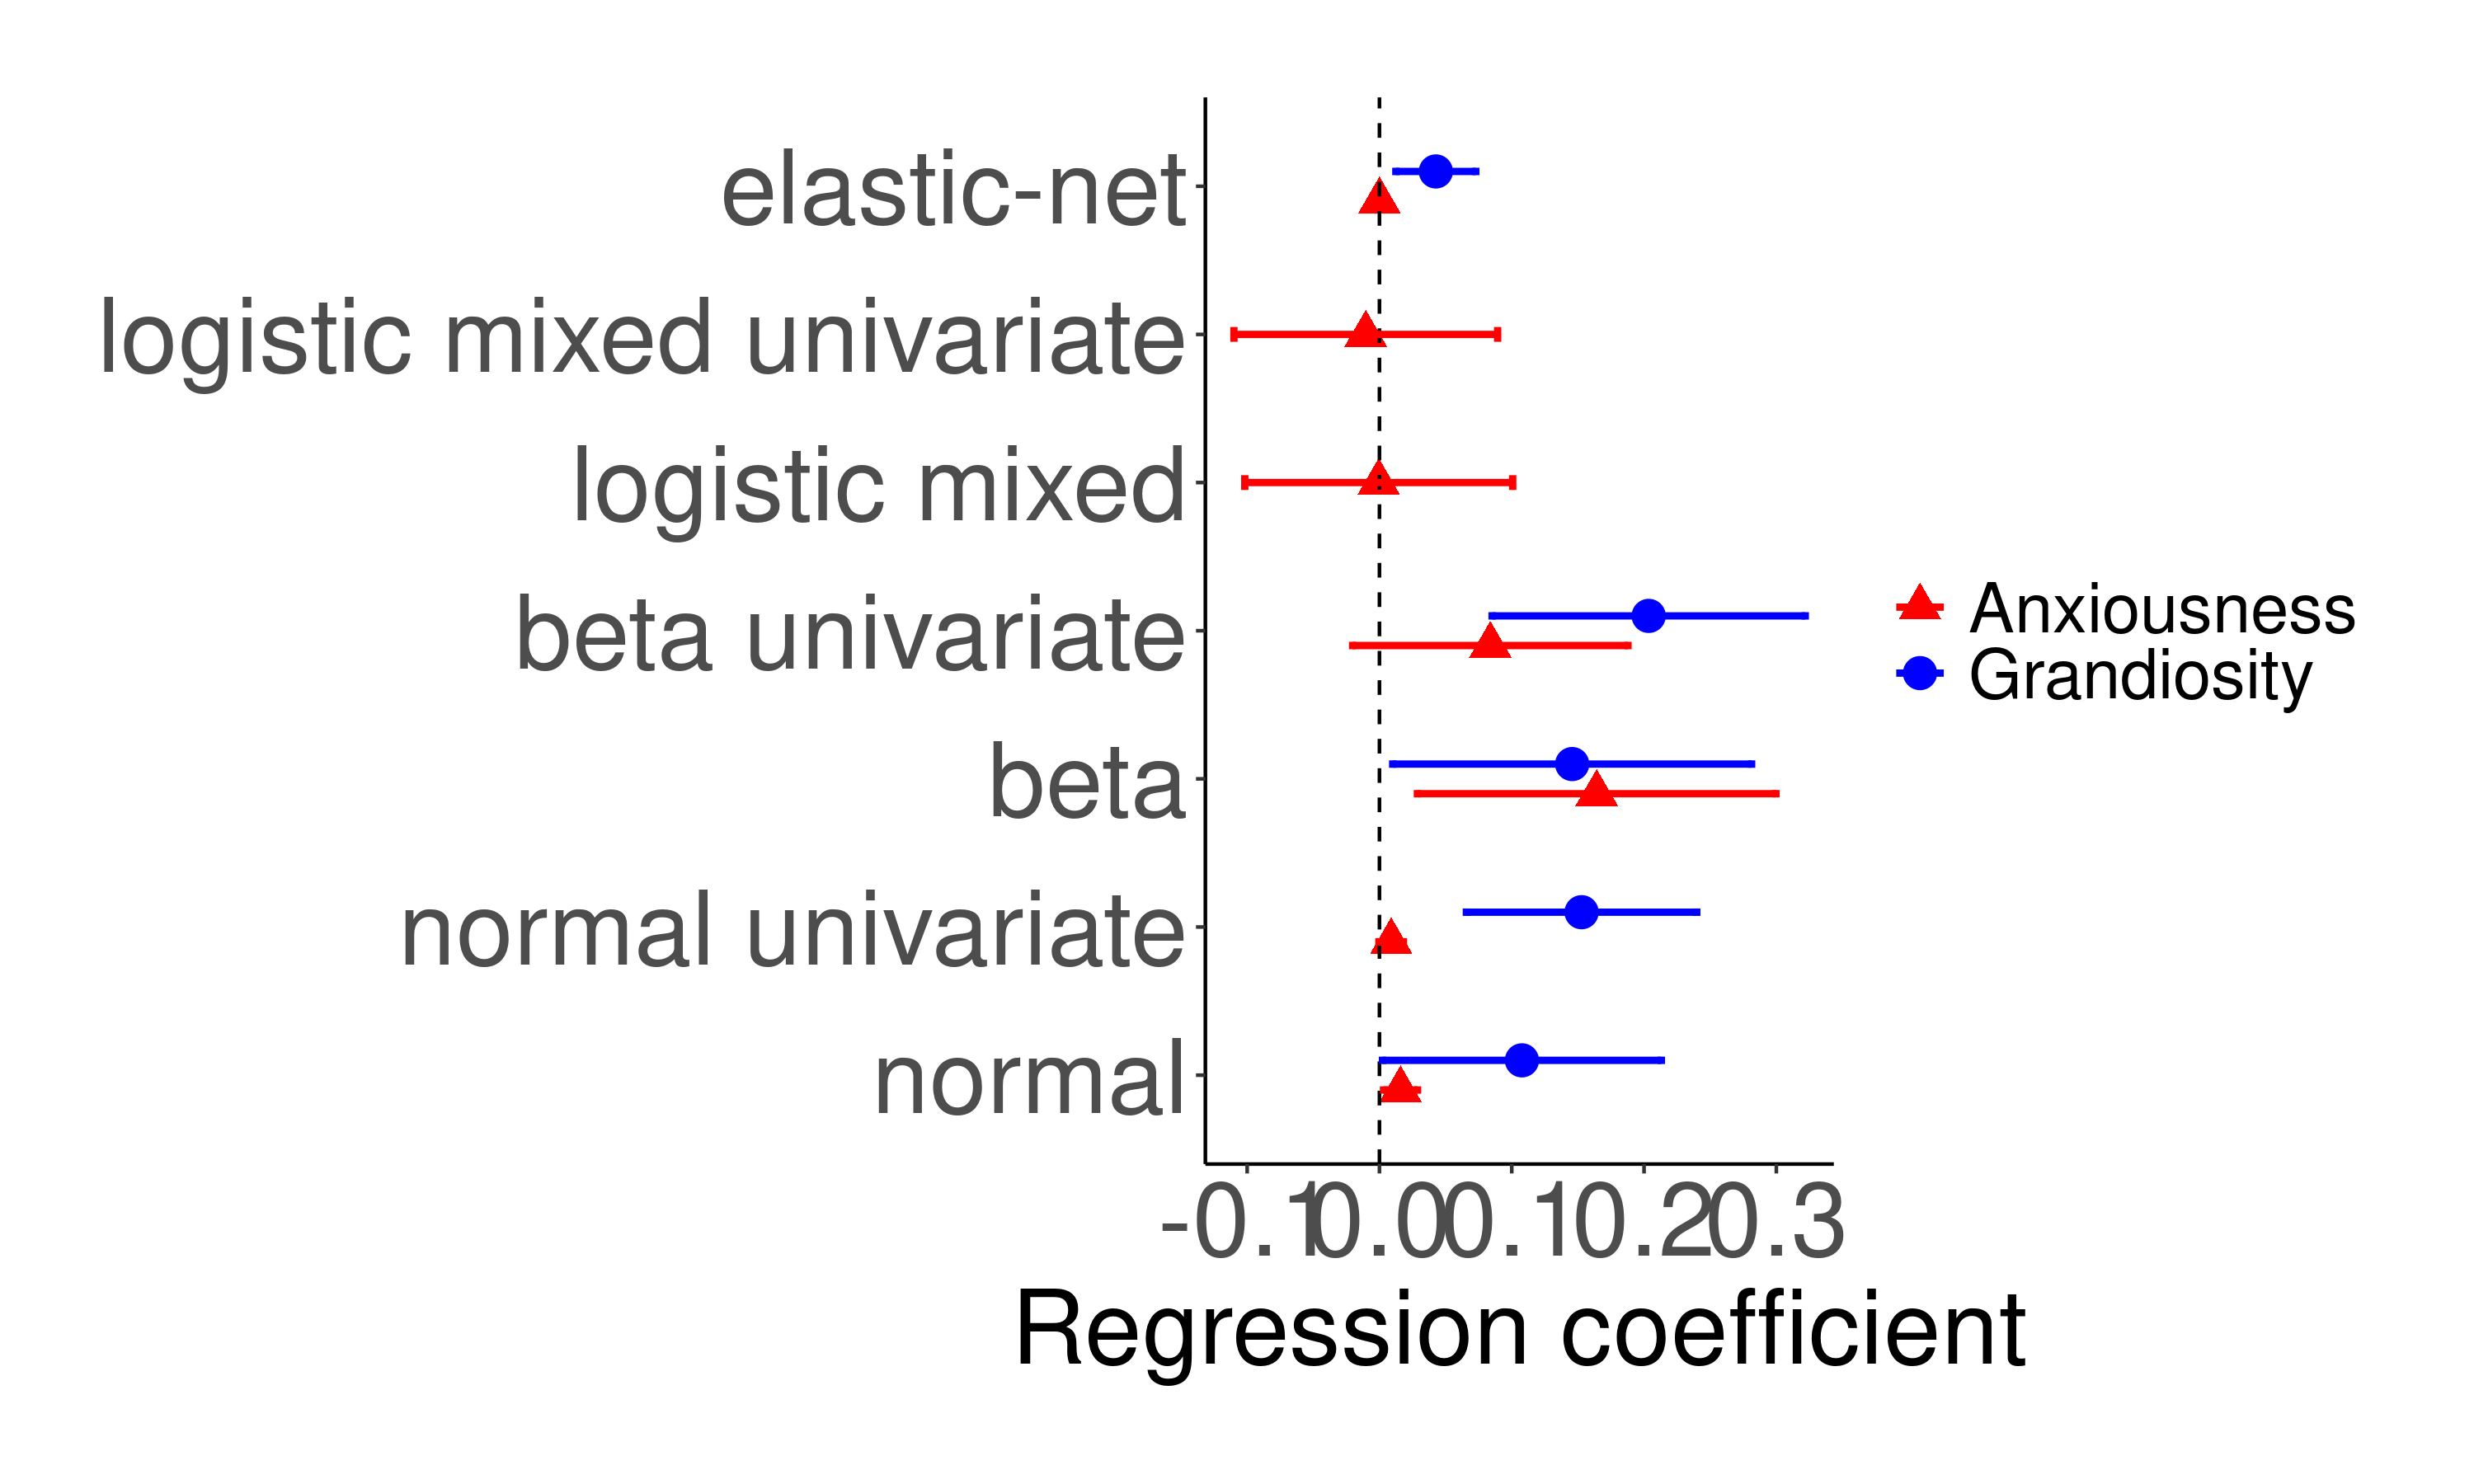 elastic-net
logistic mixed univariate
logistic mixed
beta univariate
beta
normal univariate
normal
-0.1 0.0 0.1 0.2 0.3
Regression coefficient
Anxiousness
Grandiosity